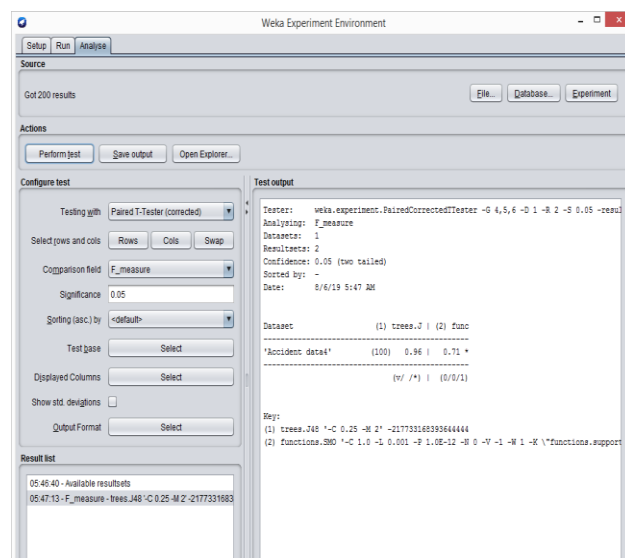 Weka Experiment Environment
Setup Run Analyse
Source
Got 200 results
File... Database... Experiment
Actions
Perform test Save output Open Explorer...
Configure test
Testing with Paired T-Tester (corrected)
Select rows and cols Rows Cols Swap
Comparison field F_measure
Significance 0.05
Sorting (asc.) by <default>
Test base Select
Displayed Columns Select
Show std. deviations
Output Format Select
Result list
05:46:40 - Available resultsets
05:47:13 - F_measure - trees.J48 '-C 0.25 -M 2' -2177331683
Test output
Tester: weka.experiment.PairedCorrectedTTester -G 4,5,6 -D 1 -R 2 -S 0.05 -resul
Analysing: F_measure
Datasets: 1
Resultsets: 2
Confidence: 0.05 (two tailed)
Sorted by: -
Date: 8/6/19 5:47 AM
Dataset (1) trees.J | (2) func
'Accident data4' (100) 0.96 | 0.71 *
(v/ /*) | (0/0/1)
Key:
(1) trees.J48 '-C 0.25 -M 2' -217733168393644444
(2) functions.SMO '-C 1.0 -L 0.001 -P 1.0E-12 -N 0 -V -1 -W 1 -K \"functions.support